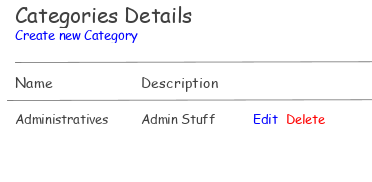 Categories Details
Create new Category
Name Description
Administratives Admin Stuff Edit Delete